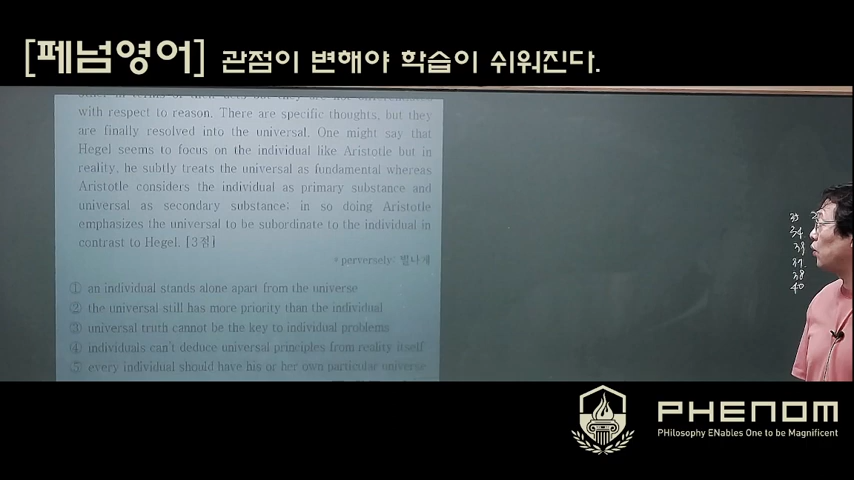 [페넘영어] 관점이 변해야 학습이 쉬워진다.
with respect to reason. There are specific thoughts, but they
are finally resolved into the universal. One might say that
Hegel seems to focus on the individual like Aristotle but in
reality, he subtly treats the universal as fundamental whereas
Aristotle considers the individual as primary substance and
universal as secondary substance; in so doing Aristotle
emphasizes the universal to be subordinate to the individual in
contrast to Hegel. [3점]
* perversely: 별나게
① an individual stands alone apart from the universe
② the universal still has more priority than the individual
③ universal truth cannot be the key to individual problems
④ individuals can't deduce universal principles from reality itself
⑤ every individual should have his or her own particular universe
34
37.
38
40
PHENOM
PHilosophy ENables One to be Magnificent